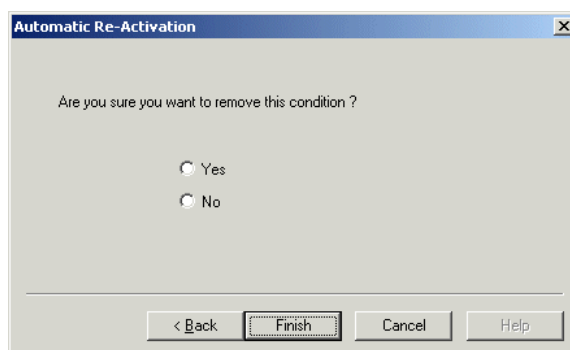 Automatic Re-Activation
Are you sure you want to remove this condition ?
Yes
No
< Back Finish Cancel Help